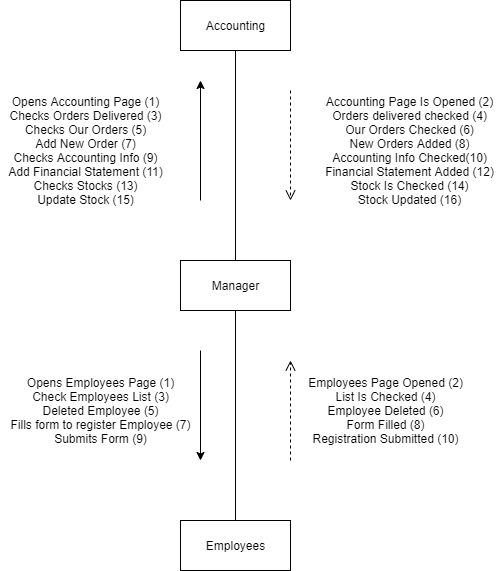 Accounting
Opens Accounting Page (1)
Checks Orders Delivered (3)
Checks Our Orders (5)
Add New Order (7)
Checks Accounting Info (9)
Add Financial Statement (11)
Checks Stocks (13)
Update Stock (15)
Accounting Page Is Opened (2)
Orders delivered checked (4)
Our Orders Checked (6)
New Orders Added (8)
Accounting Info Checked(10)
Financial Statement Added (12)
Stock Is Checked (14)
Stock Updated (16)
Manager
Opens Employees Page (1)
Check Employees List (3)
Deleted Employee (5)
Fills form to register Employee (7)
Submits Form (9)
Employees Page Opened (2)
List Is Checked (4)
Employee Deleted (6)
Form Filled (8)
Registration Submitted (10)
Employees